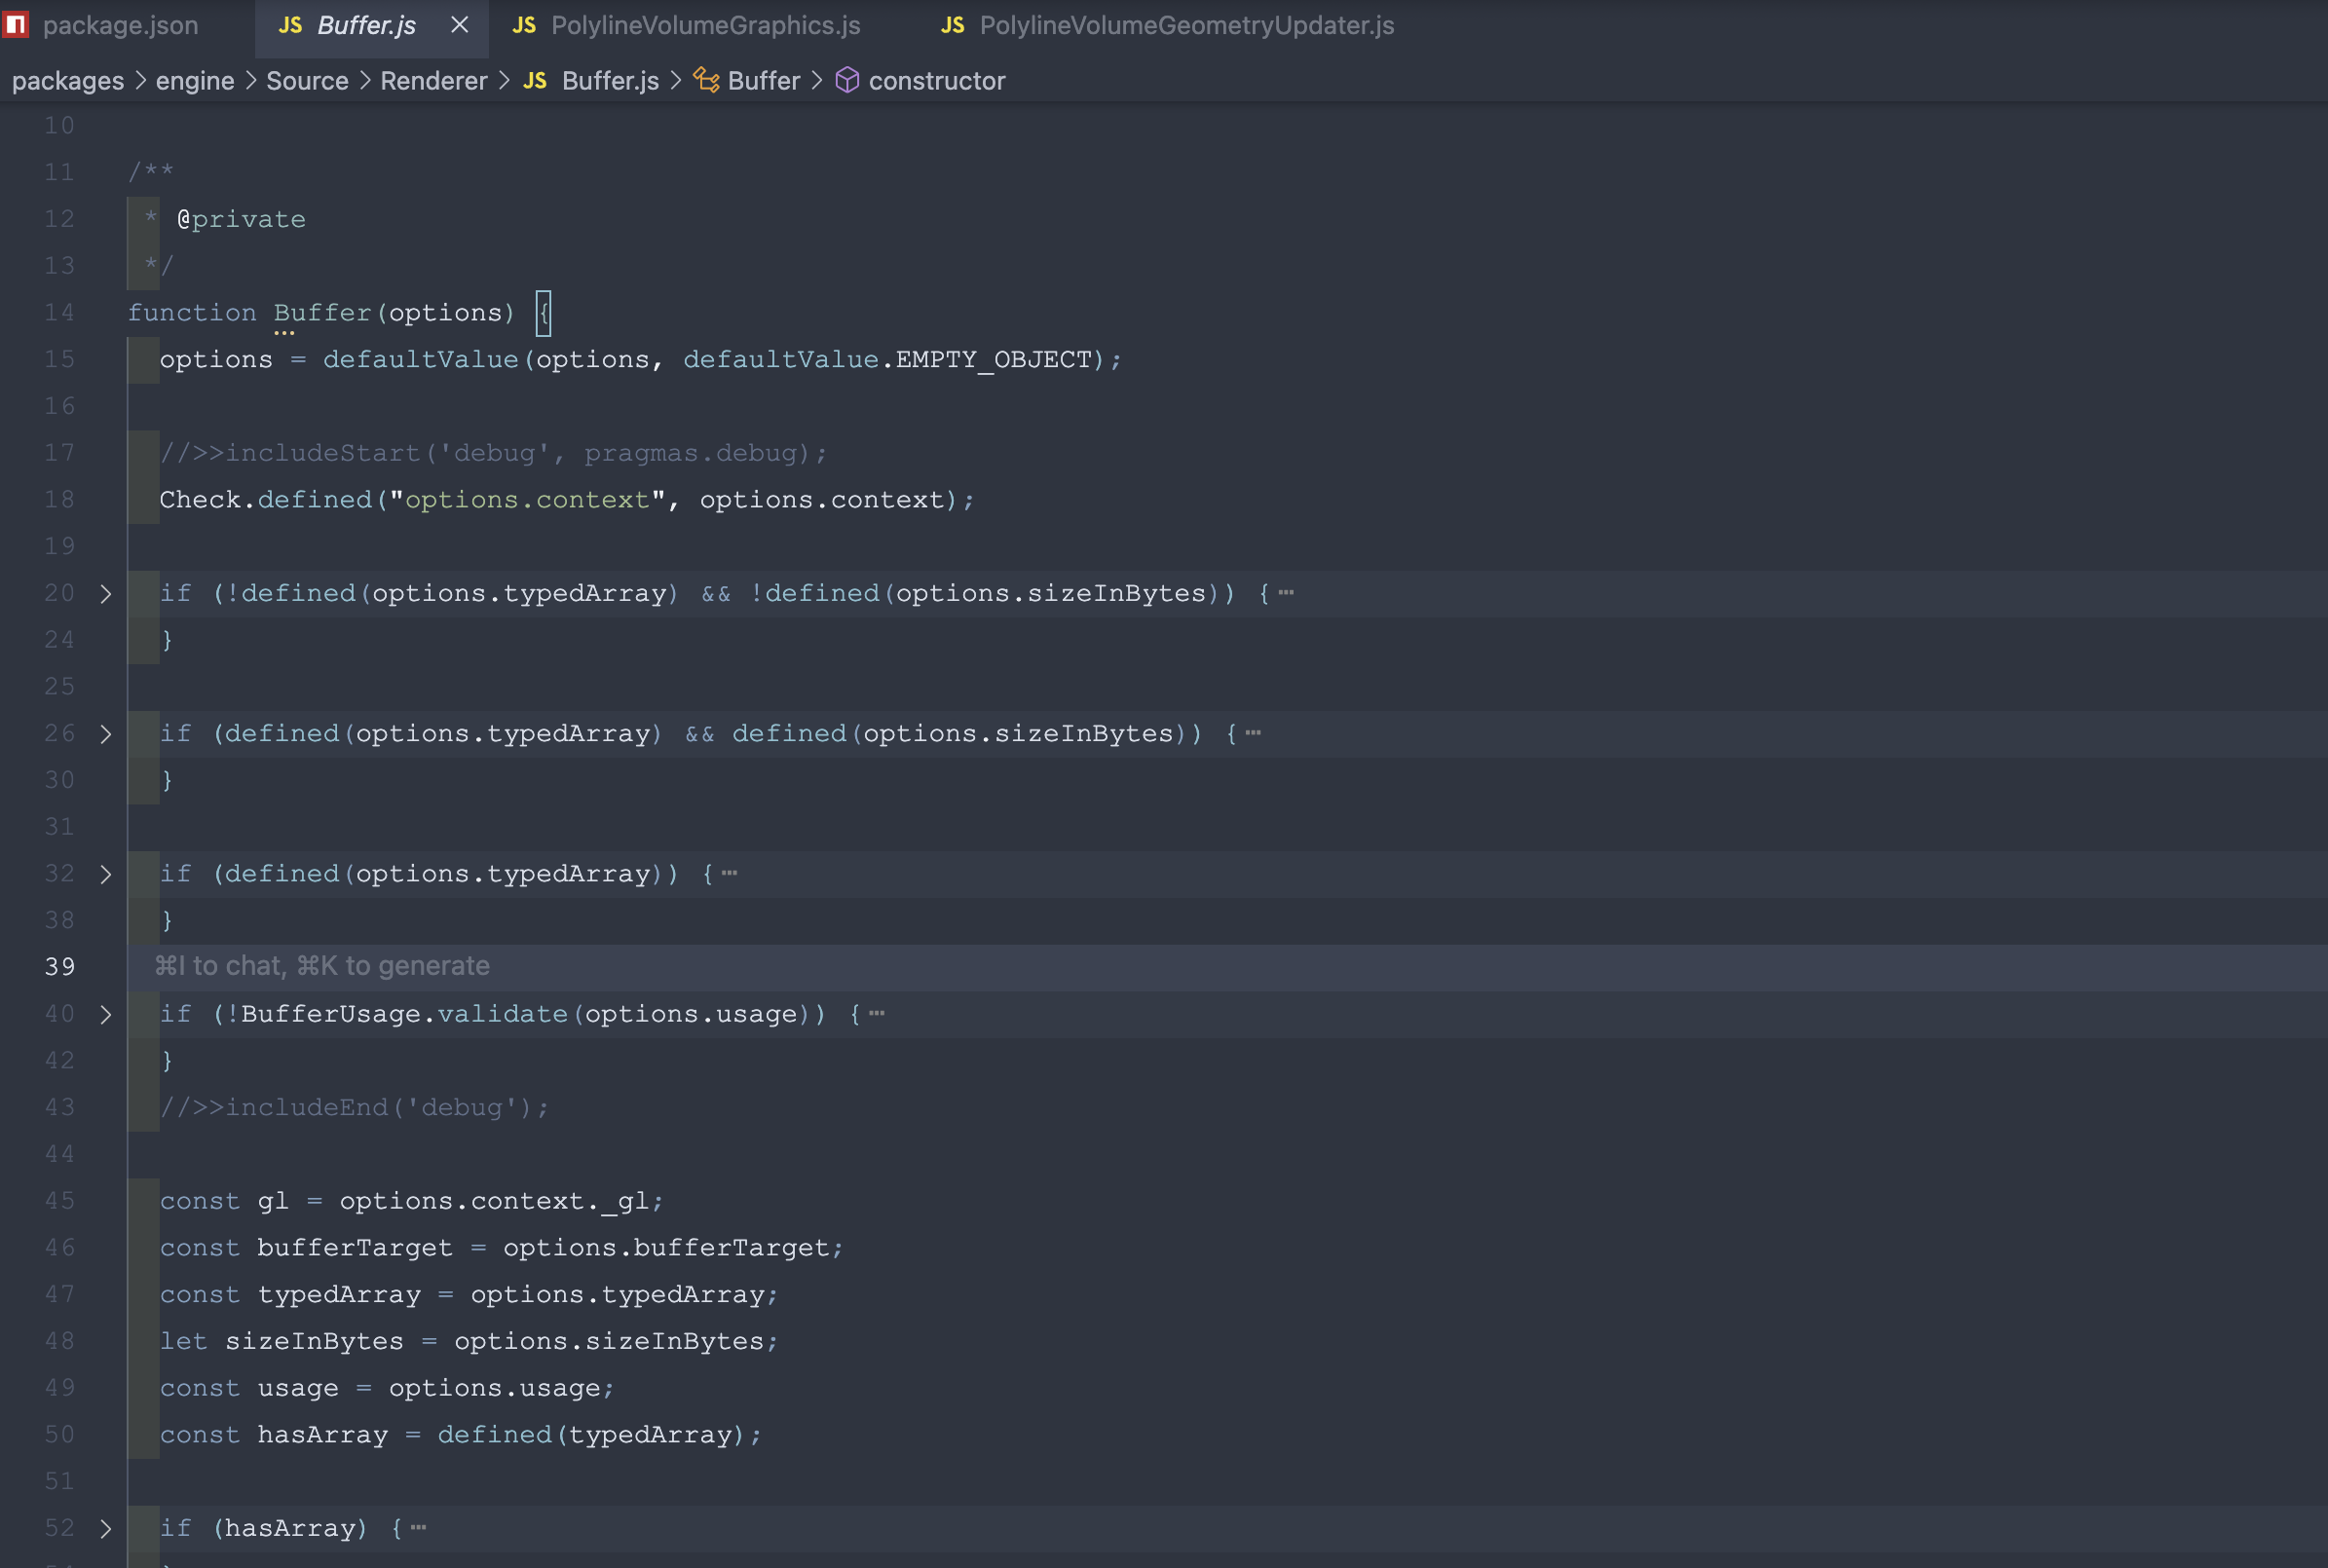 package.json JS Buffer.js JS PolylineVolumeGraphics.js JS PolylineVolumeGeometryUpdater.js
packages > engine > Source > Renderer > JS Buffer.js > Buffer > constructor
10
11 /**
12 * @private
13 */
14 function Buffer(options) {
15 options = defaultValue(options, defaultValue.EMPTY_OBJECT);
16
17 //>>includeStart('debug', pragmas.debug);
18 Check.defined("options.context", options.context);
19
20 if (!defined(options.typedArray) && !defined(options.sizeInBytes)) {⋯
24 }
25
26 if (defined(options.typedArray) && defined(options.sizeInBytes)) {⋯
30 }
31
32 if (defined(options.typedArray)) {⋯
38 }
39 ⌘I to chat, ⌘K to generate
40 if (!BufferUsage.validate(options.usage)) {⋯
42 }
43 //>>includeEnd('debug');
44
45 const gl = options.context._gl;
46 const bufferTarget = options.bufferTarget;
47 const typedArray = options.typedArray;
48 let sizeInBytes = options.sizeInBytes;
49 const usage = options.usage;
50 const hasArray = defined(typedArray);
51
52 if (hasArray) {⋯